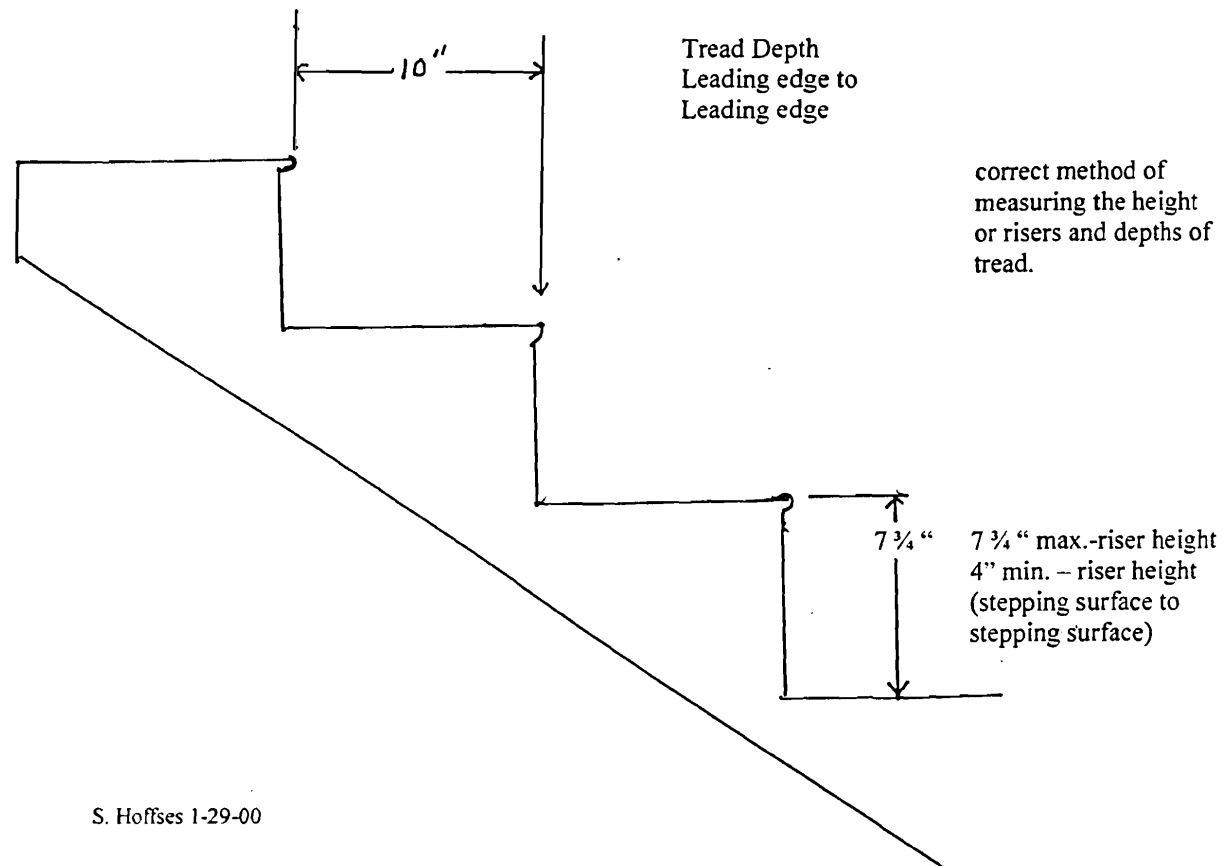 10"
Tread Depth
Leading edge to
Leading edge
correct method of
measuring the height
or risers and depths of
tread.
7 ¾ “
7 ¾ “ max.-riser height
4” min. – riser height
(stepping surface to
stepping surface)
S. Hoffses 1-29-00